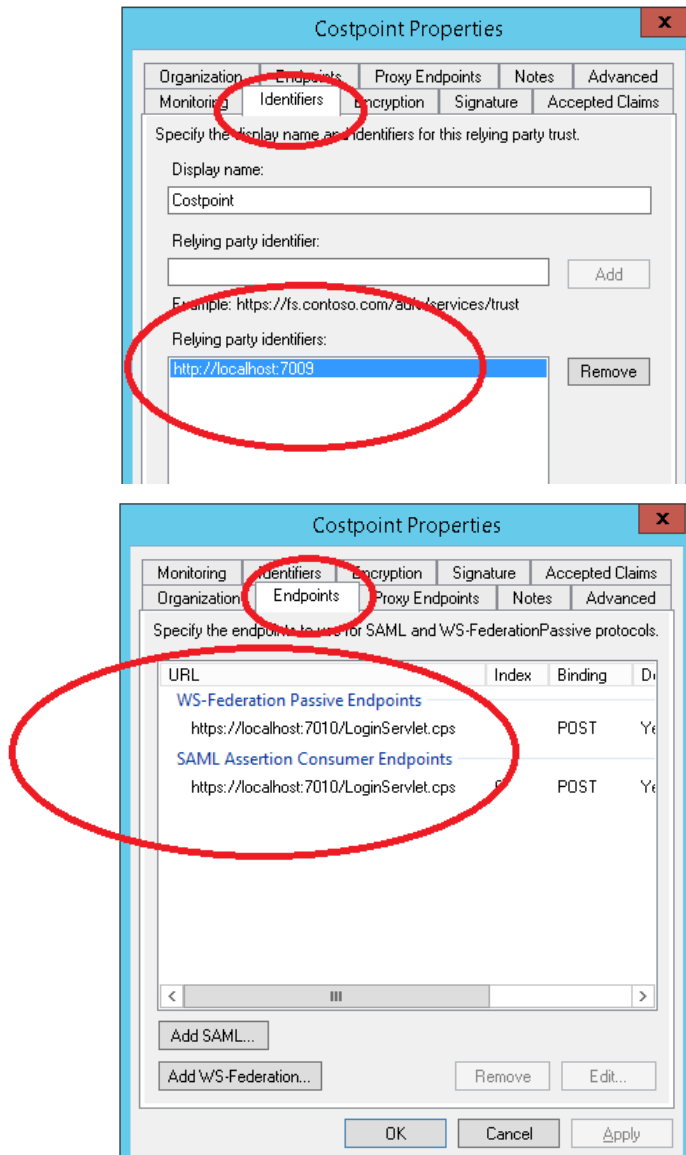 Costpoint Properties
x
Organization Endpoints Proxy Endpoints Notes Advanced
Monitoring Identifiers Encryption Signature Accepted Claims
Specify the display name and identifiers for this relying party trust.
Display name:
Costpoint
Relying party identifier:
Add
Example: https://fs.contoso.com/adfs/services/trust
Relying party identifiers:
http://localhost:7009
Remove
Costpoint Properties
x
Monitoring Identifiers Encryption Signature Accepted Claims
Organization Endpoints Proxy Endpoints Notes Advanced
Specify the endpoints to use for SAML and WS-FederationPassive protocols.
URL Index Binding
WS-Federation Passive Endpoints
https://localhost:7010/LoginServlet.cps POST
SAML Assertion Consumer Endpoints
https://localhost:7010/LoginServlet.cps POST
Add SAML...
Add WS-Federation... Remove Edit...
OK Cancel Apply